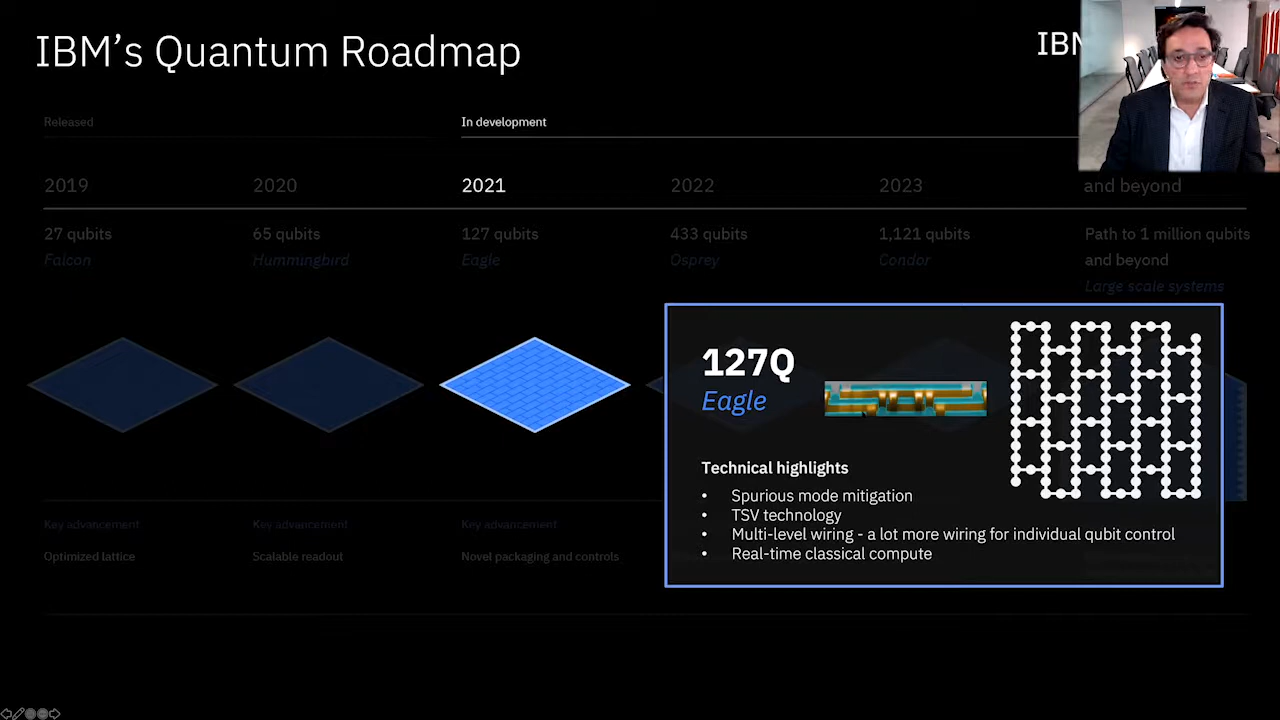 IBM's Quantum Roadmap
IBM
Released
In development
2019
2020
2021
2022
2023
and beyond
27 qubits
65 qubits
127 qubits
433 qubits
1,121 qubits
Path to 1 million qubits
and beyond
Falcon
Hummingbird
Eagle
Osprey
Condor
Large scale systems
127Q
Eagle
Technical highlights
• Spurious mode mitigation
• TSV technology
• Multi-level wiring - a lot more wiring for individual qubit control
• Real-time classical compute
Key advancement
Key advancement
Key advancement
Optimized lattice
Scalable readout
Novel packaging and controls